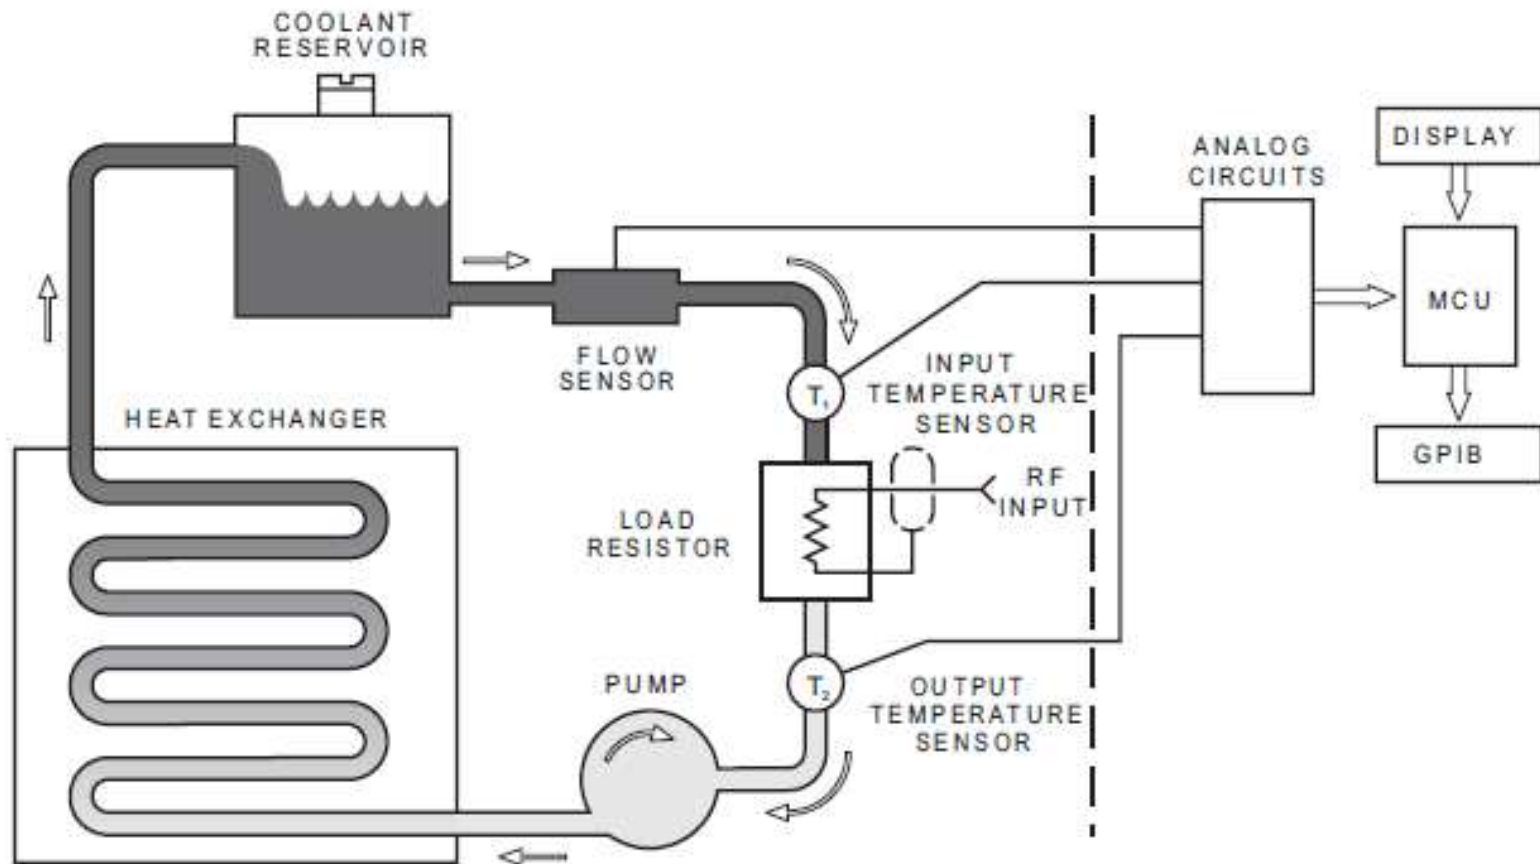 COOLANT
RESERVOIR
DISPLAY
ANALOG
CIRCUITS
MCU
FLOW
SENSOR
INPUT
TEMPERATURE
SENSOR
T₁
HEAT EXCHANGER
GPIB
RF
INPUT
LOAD
RESISTOR
PUMP
T₂
OUTPUT
TEMPERATURE
SENSOR